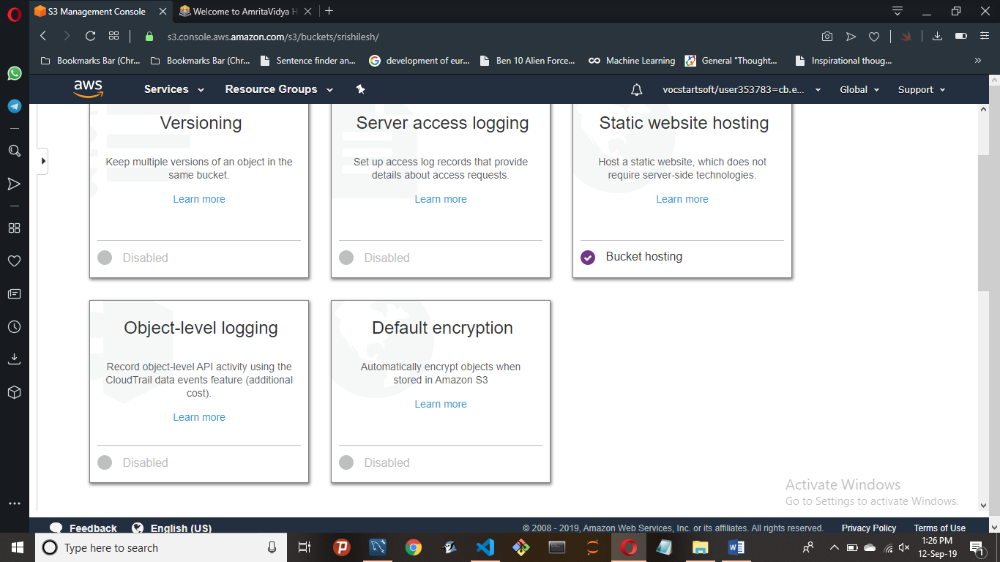 S3 Management Console
Welcome to AmritaVidya H
s3.console.aws.amazon.com/s3/buckets/srishilesh/
Bookmarks Bar (Chr...
Bookmarks Bar (Chr...
Sentence finder an...
development of eur...
Ben 10 Alien Force...
Machine Learning
General "Thought...
Inspirational thoug...
aws
Services
Resource Groups
vocstartsoft/user353783=cb.e...
Global
Support
Versioning
Keep multiple versions of an object in the
same bucket.
Learn more
Disabled
Server access logging
Set up access log records that provide
details about access requests.
Learn more
Disabled
Static website hosting
Host a static website, which does not
require server-side technologies.
Learn more
Bucket hosting
Object-level logging
Record object-level API activity using the
CloudTrail data events feature (additional
cost).
Learn more
Disabled
Default encryption
Automatically encrypt objects when
stored in Amazon S3
Learn more
Disabled
Activate Windows
Go to Settings to activate Windows.
Feedback
English (US)
© 2008 - 2019, Amazon Web Services, Inc. or its affiliates. All rights reserved.
Privacy Policy
Terms of Use
Type here to search
1:26 PM
12-Sep-19
1